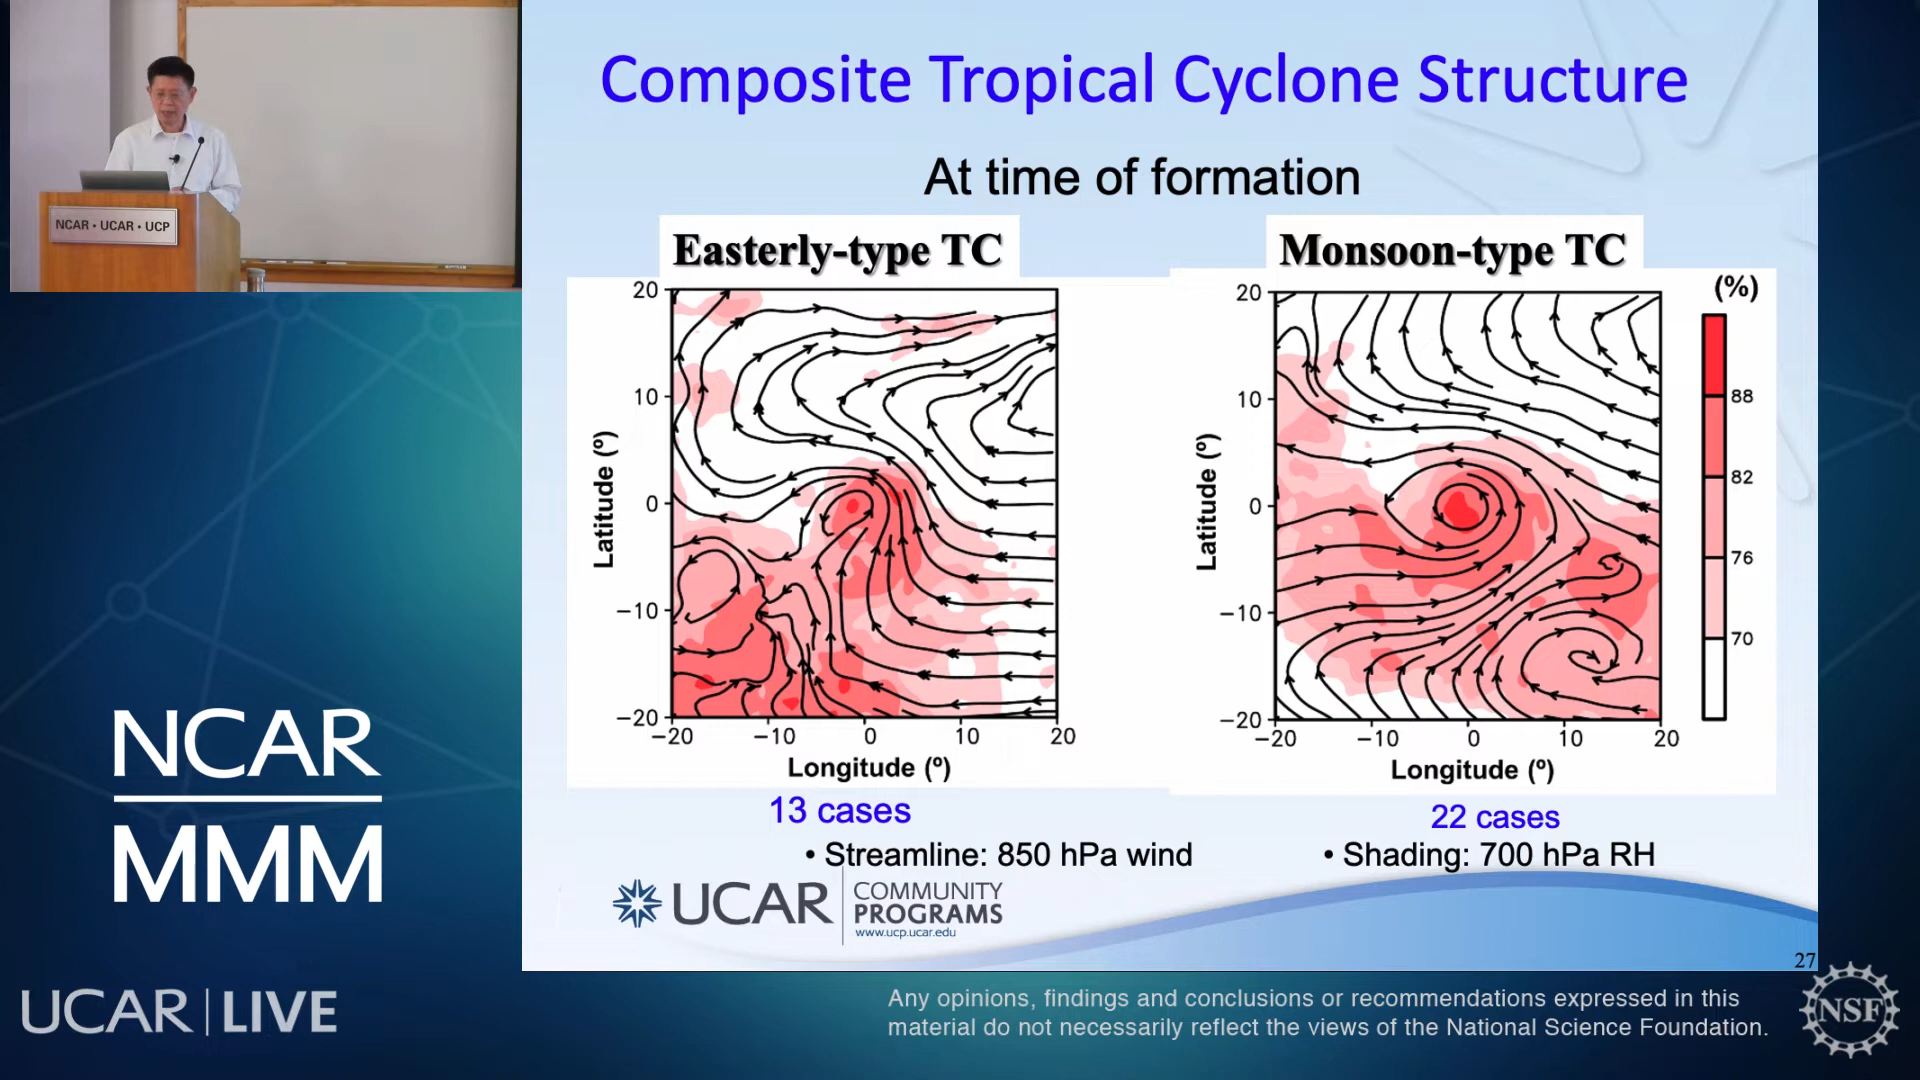 NCAR • UCAR • UCP
Composite Tropical Cyclone Structure
At time of formation
Easterly-type TC
20
10
0
−10
−20
Latitude (º)
−20 −10 0 10 20
Longitude (º)
13 cases
Monsoon-type TC
20
10
0
−10
−20
Latitude (º)
−20 −10 0 10 20
Longitude (º)
22 cases
(%)
88
82
76
70
• Streamline: 850 hPa wind
• Shading: 700 hPa RH
UCAR
COMMUNITY
PROGRAMS
www.ucp.ucar.edu
27
NCAR
MMM
UCAR | LIVE
Any opinions, findings and conclusions or recommendations expressed in this
material do not necessarily reflect the views of the National Science Foundation.
NSF